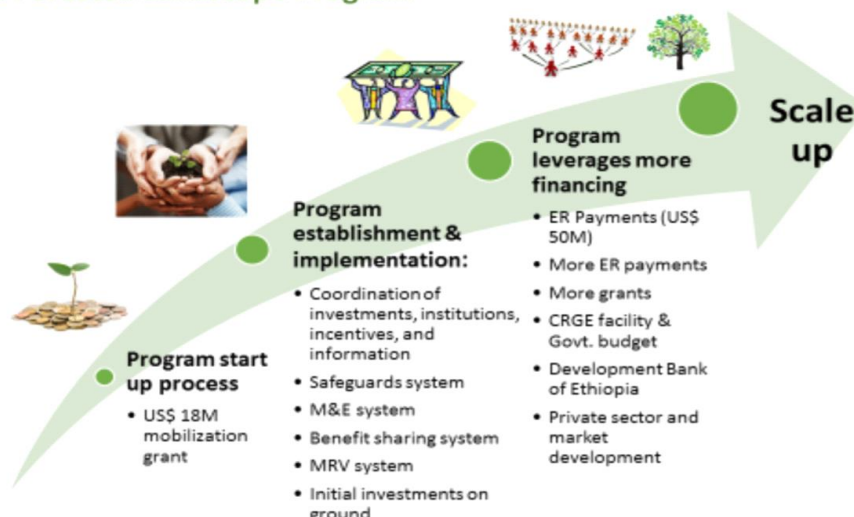 Program start
up process
• US$ 18M
mobilization
grant
Program
establishment &
implementation:
• Coordination of
investments, institutions,
incentives, and
information
• Safeguards system
• M&E system
• Benefit sharing system
• MRV system
• Initial investments on
ground
Program
leverages more
financing
• ER Payments (US$
50M)
• More ER payments
• More grants
• CRGE facility &
Govt. budget
• Development Bank
of Ethiopia
• Private sector and
market
development
Scale
up